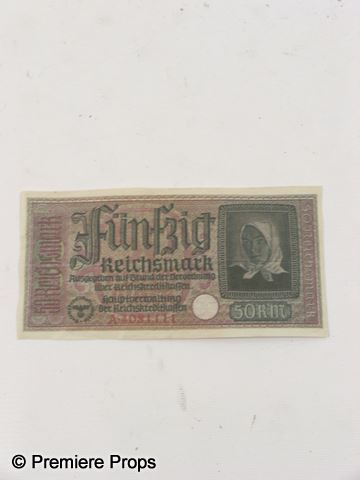 Fünfzig
Reichsmark
Ausgegeben auf Grund der Verordnung
über Reichskreditkassen
Hauptverwaltung
der Reichskreditkassen
50 RM
© Premiere Props